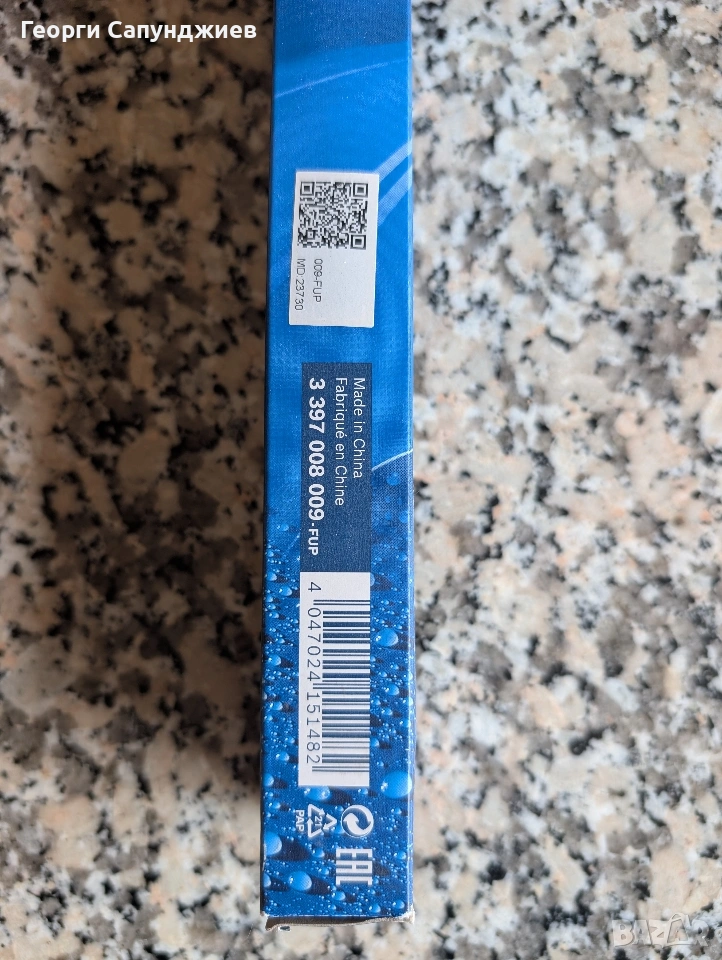 Георги Сапунджиев
009-FUP
MD:23730
Made in China
Fabriqué en Chine
3 397 008 009-FUP
4 047024 151482
21
PAP
EAC
BAZAR